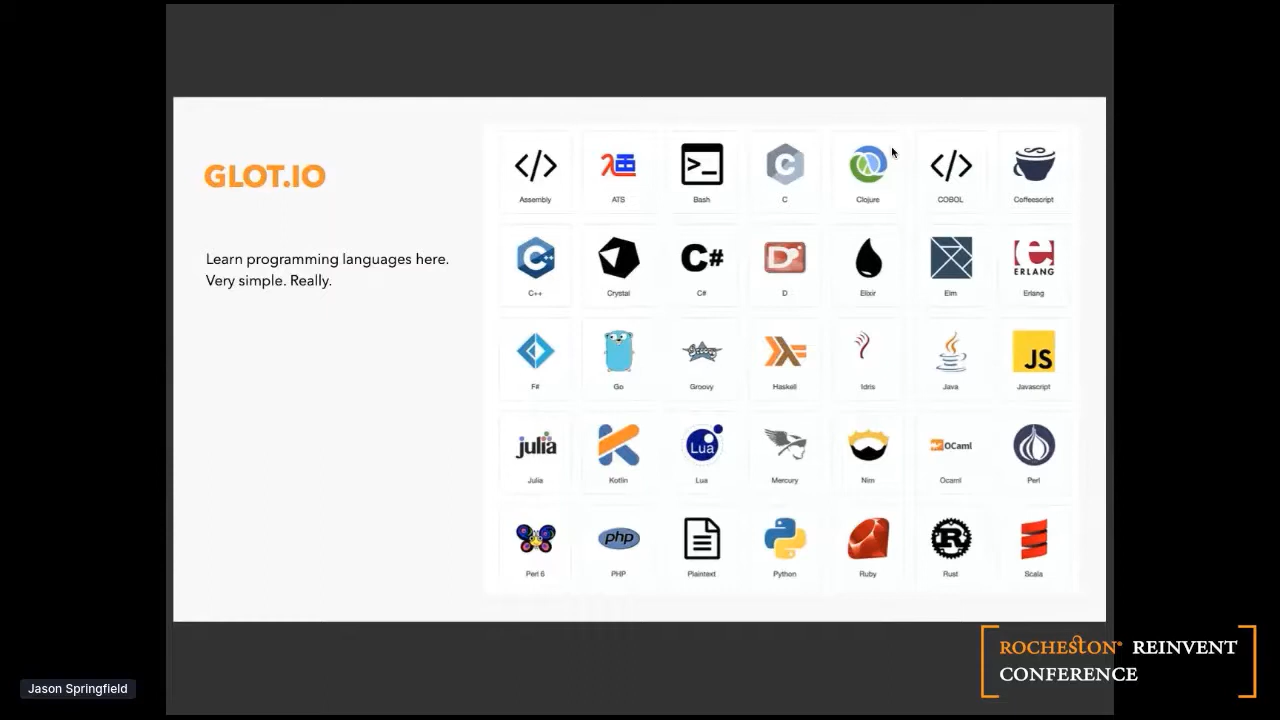 GLOT.IO
Learn programming languages here.
Very simple. Really.
</>
Assembly
ATS
>_
Bash
C
C
Clojure
</>
COBOL
Coffeescript
C++
C++
Crystal
C#
C#
D
D
Elixir
Elm
ERLANG
Erlang
F#
Go
Groovy
Groovy
Haskell
Idris
Java
JS
Javascript
julia
Julia
Kotlin
Lua
Lua
Mercury
Nim
OCaml
Ocaml
Perl
Perl 6
php
PHP
Plaintext
Python
Ruby
R
Rust
Scala
Jason Springfield
ROCHESTON® REINVENT
CONFERENCE